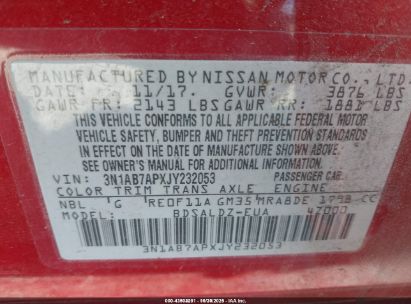 MANUFACTURED BY NISSAN MOTOR CO., LTD.
DATE: 11/17. GVWR: 3876 LBS
GAWR FR: 2143 LBS GAWR RR: 1881 LBS
THIS VEHICLE CONFORMS TO ALL APPLICABLE FEDERAL MOTOR
VEHICLE SAFETY, BUMPER AND THEFT PREVENTION STANDARDS
IN EFFECT ON THE DATE OF MANUFACTURE SHOWN ABOVE.
SEE OWNERS MANUAL FOR ADDITIONAL INFORMATION.
VIN: 3N1AB7APXJY232053 PASSENGER CAR
COLOR TRIM TRANS AXLE ENGINE
NBL G RE0F11A GM35 MRA8DE 1798 CC
BDSALDZ-EUA 47000
3N1AB7APXJY232053